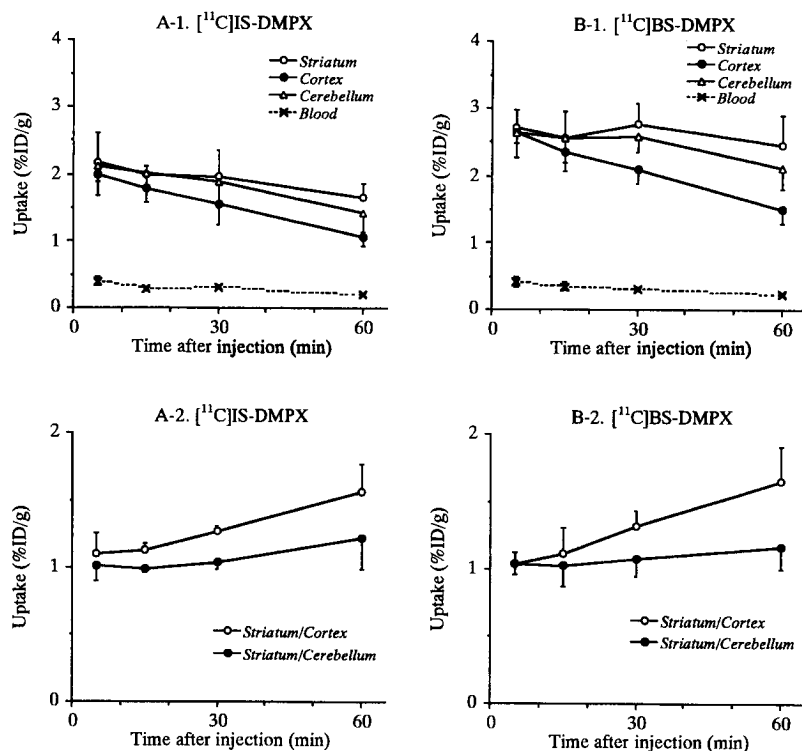 A-1. [¹¹C]IS-DMPX
Striatum
Cortex
Cerebellum
Blood
4
3
2
1
0
Uptake (%ID/g)
0
30
60
Time after injection (min)
B-1. [¹¹C]BS-DMPX
Striatum
Cortex
Cerebellum
Blood
4
3
2
1
0
Uptake (%ID/g)
0
30
60
Time after injection (min)
A-2. [¹¹C]IS-DMPX
2
1
0
Uptake (%ID/g)
Striatum/Cortex
Striatum/Cerebellum
0
30
60
Time after injection (min)
B-2. [¹¹C]BS-DMPX
2
1
0
Uptake (%ID/g)
Striatum/Cortex
Striatum/Cerebellum
0
30
60
Time after injection (min)